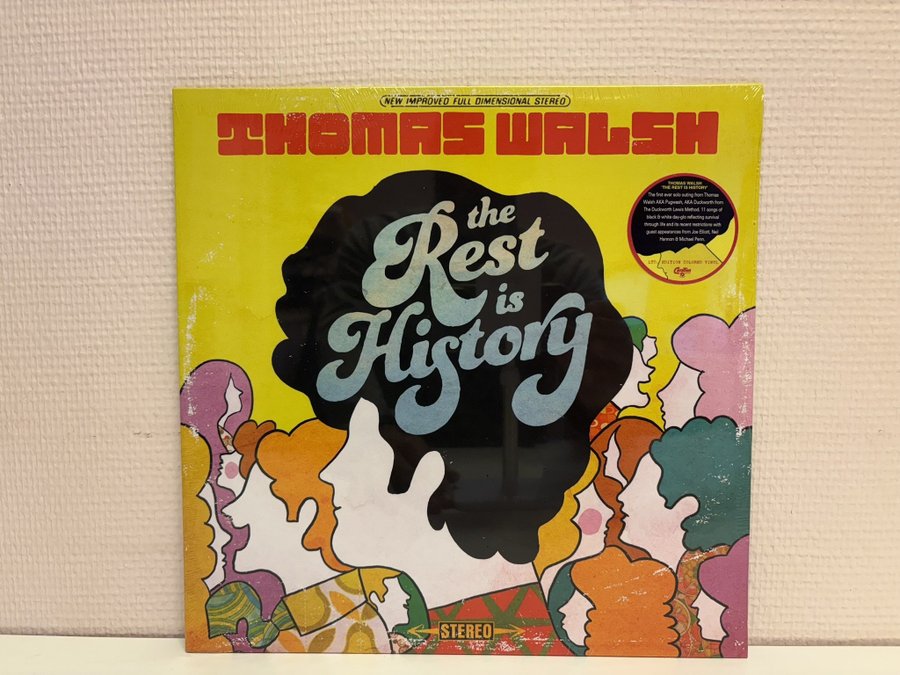 NEW IMPROVED FULL DIMENSIONAL STEREO
THOMAS WALSH
the
Rest
is
History
THOMAS WALSH
'THE REST IS HISTORY'
The first ever solo outing from Thomas
Walsh AKA Pugwash, AKA Duckworth from
The Duckworth Lewis Method, 11 songs of
black & white day-glo reflecting survival
through life and its recent restrictions with
guest appearances from Joe Elliott, Neil
Hannon & Michael Penn.
LTD. EDITION COLORED VINYL
Curation
STEREO